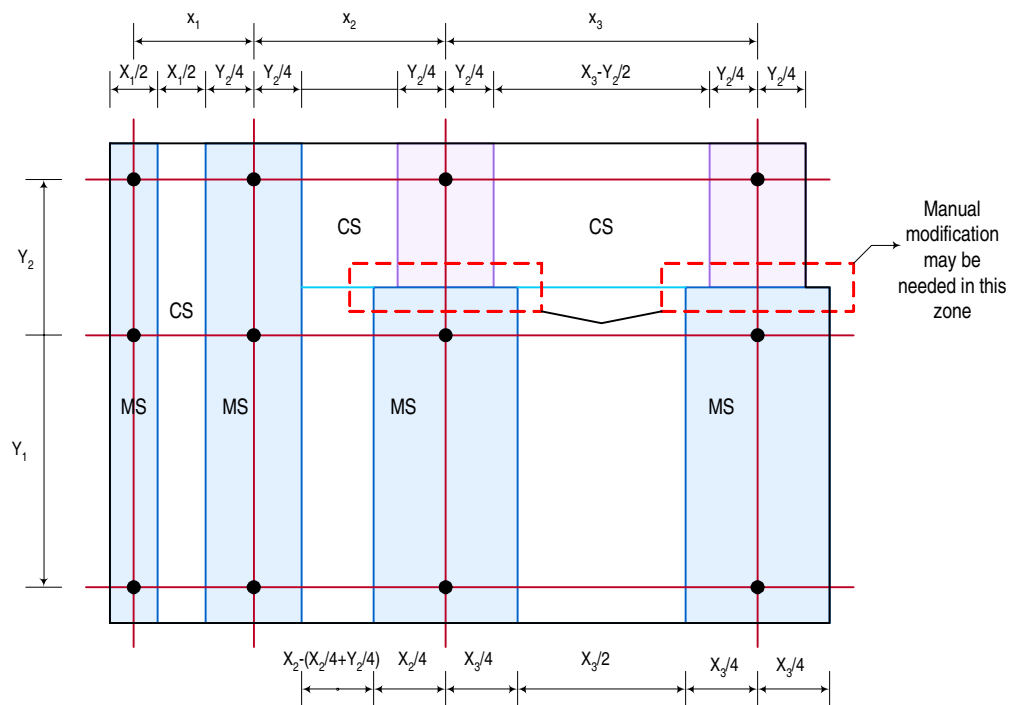 x₁ x₂ x₃
X₁/2 X₁/2 Y₂/4 Y₂/4 Y₂/4 Y₂/4 X₃-Y₂/2 Y₂/4 Y₂/4
Manual
modification
may be
needed in this
zone
CS CS
Y₂
CS
MS MS MS MS
Y₁
X₂-(X₂/4+Y₂/4) X₂/4 X₃/4 X₃/2 X₃/4 X₃/4